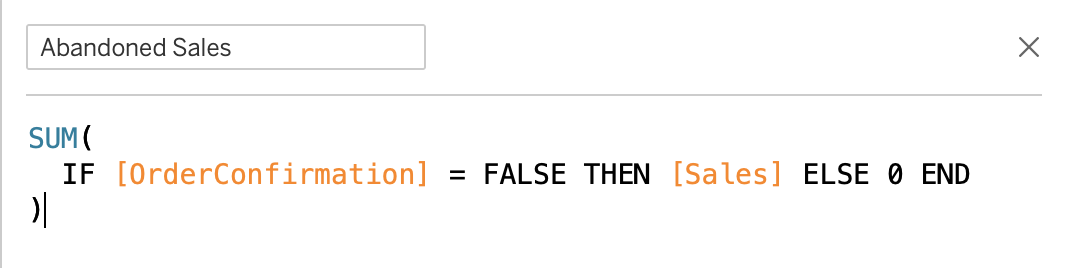 Abandoned Sales
SUM(
IF [OrderConfirmation] = FALSE THEN [Sales] ELSE 0 END
)